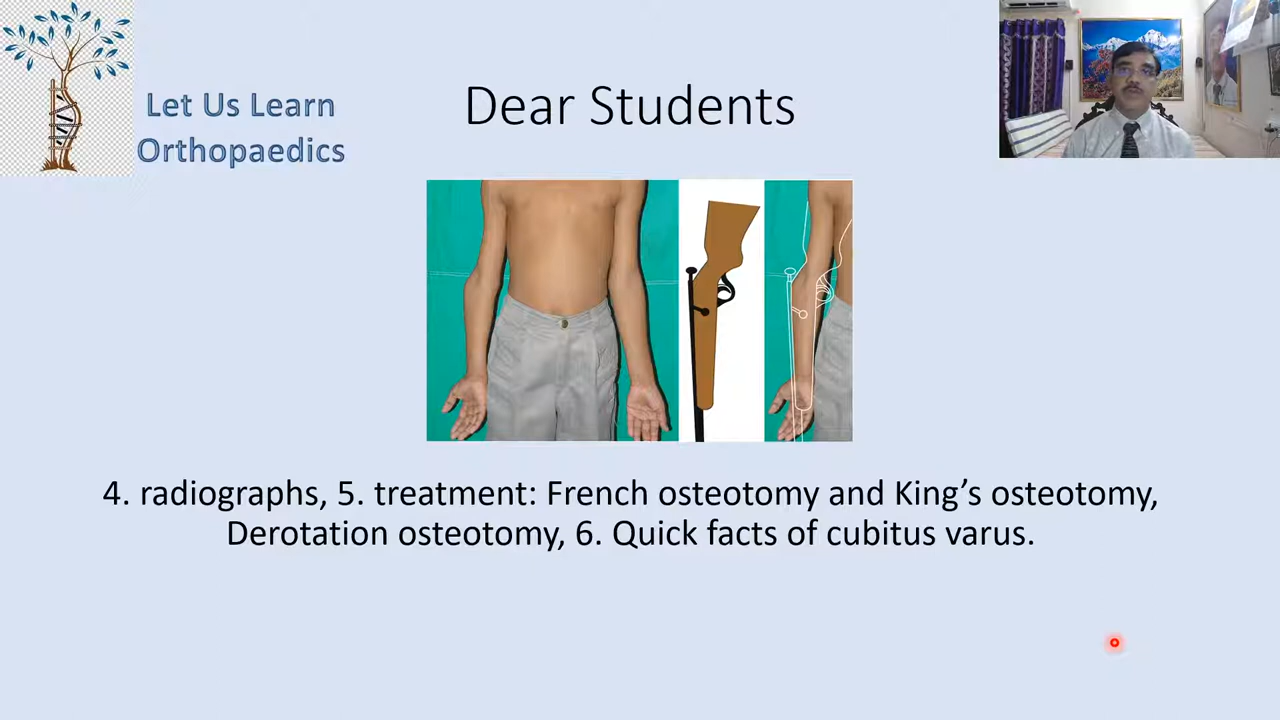 Let Us Learn
Orthopaedics
Dear Students
4. radiographs, 5. treatment: French osteotomy and King’s osteotomy,
Derotation osteotomy, 6. Quick facts of cubitus varus.